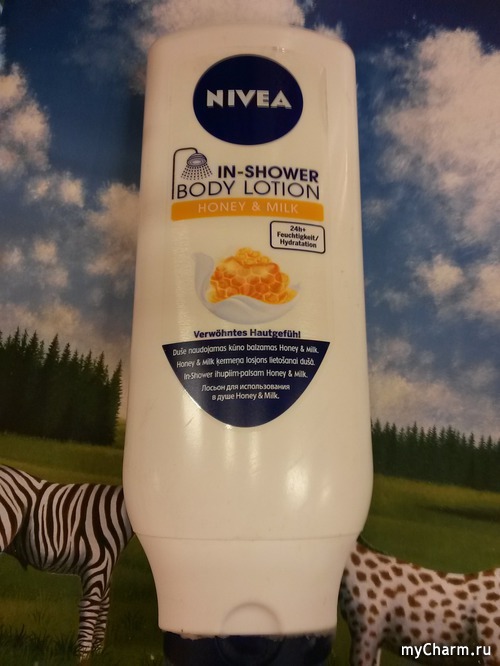 NIVEA
IN-SHOWER
BODY LOTION
HONEY & MILK
24h+
Feuchtigkeit/
Hydratation
Verwöhntes Hautgefühl
Duše naudojamas kūno balzamas Honey & Milk.
Honey & Milk ķermeņa losjons lietošanai dušā.
In-Shower ihupiim-palsam Honey & Milk.
Лосьон для использования
в душе Honey & Milk.
myCharm.ru